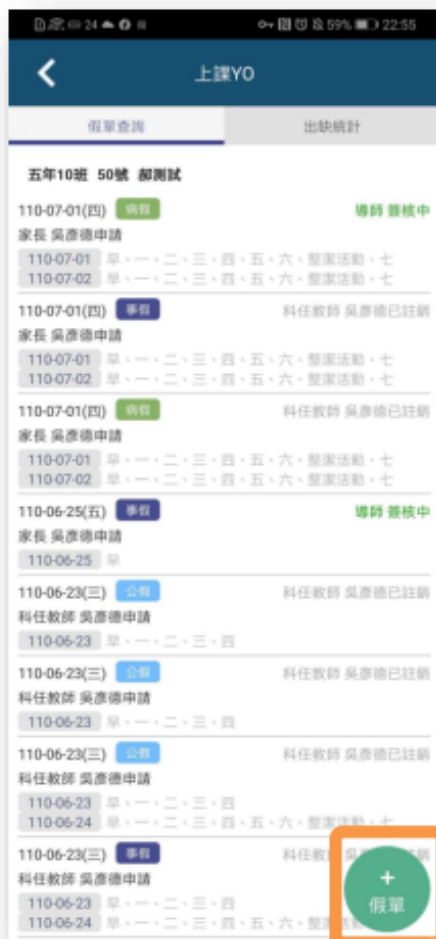 24 59% 22:55
上課YO
假單查詢 出缺統計
五年10班 50號 郝測試
110-07-01(四) 病假 導師 簽核中
家長 吳彥德申請
110-07-01 早、一、二、三、四、五、六、整潔活動、七
110-07-02 早、一、二、三、四、五、六、整潔活動、七
110-07-01(四) 事假 科任教師 吳彥德已註銷
家長 吳彥德申請
110-07-01 早、一、二、三、四、五、六、整潔活動、七
110-07-02 早、一、二、三、四、五、六、整潔活動、七
110-07-01(四) 病假 科任教師 吳彥德已註銷
家長 吳彥德申請
110-07-01 早、一、二、三、四、五、六、整潔活動、七
110-07-02 早、一、二、三、四、五、六、整潔活動、七
110-06-25(五) 事假 導師 簽核中
家長 吳彥德申請
110-06-25 早
110-06-23(三) 公假 科任教師 吳彥德已註銷
科任教師 吳彥德申請
110-06-23 早、一、二、三、四
110-06-23(三) 公假 科任教師 吳彥德已註銷
科任教師 吳彥德申請
110-06-23 早、一、二、三、四
110-06-23(三) 公假 科任教師 吳彥德已註銷
科任教師 吳彥德申請
110-06-23 早、一、二、三、四
110-06-24 早、一、二、三、四、五、六、整潔活動、七
110-06-23(三) 事假 科任教
科任教師 吳彥德申請
110-06-23 早、一、二、三、四
110-06-24 早、一、二、三、四、五、六、整潔活動
+
假單